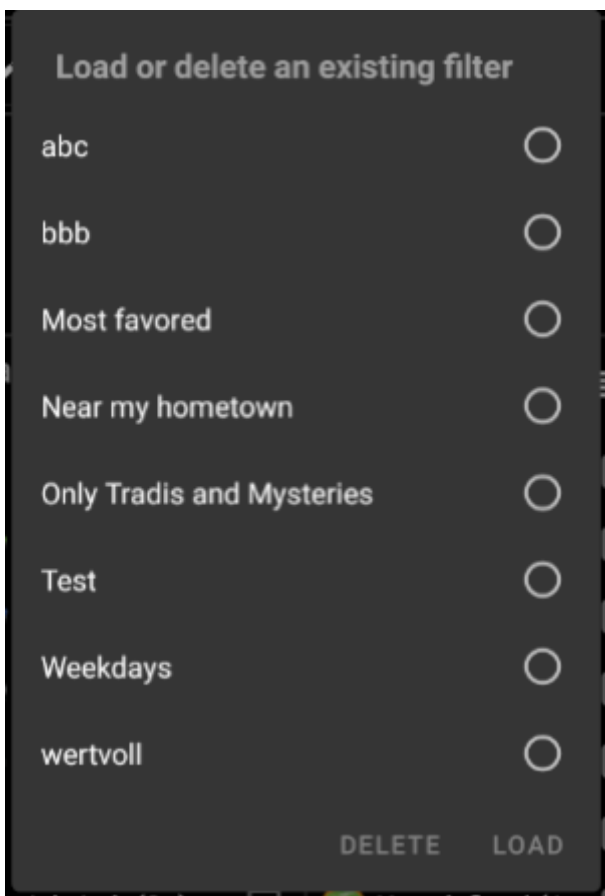 Load or delete an existing filter
abc
bbb
Most favored
Near my hometown
Only Tradis and Mysteries
Test
Weekdays
wertvoll
DELETE LOAD